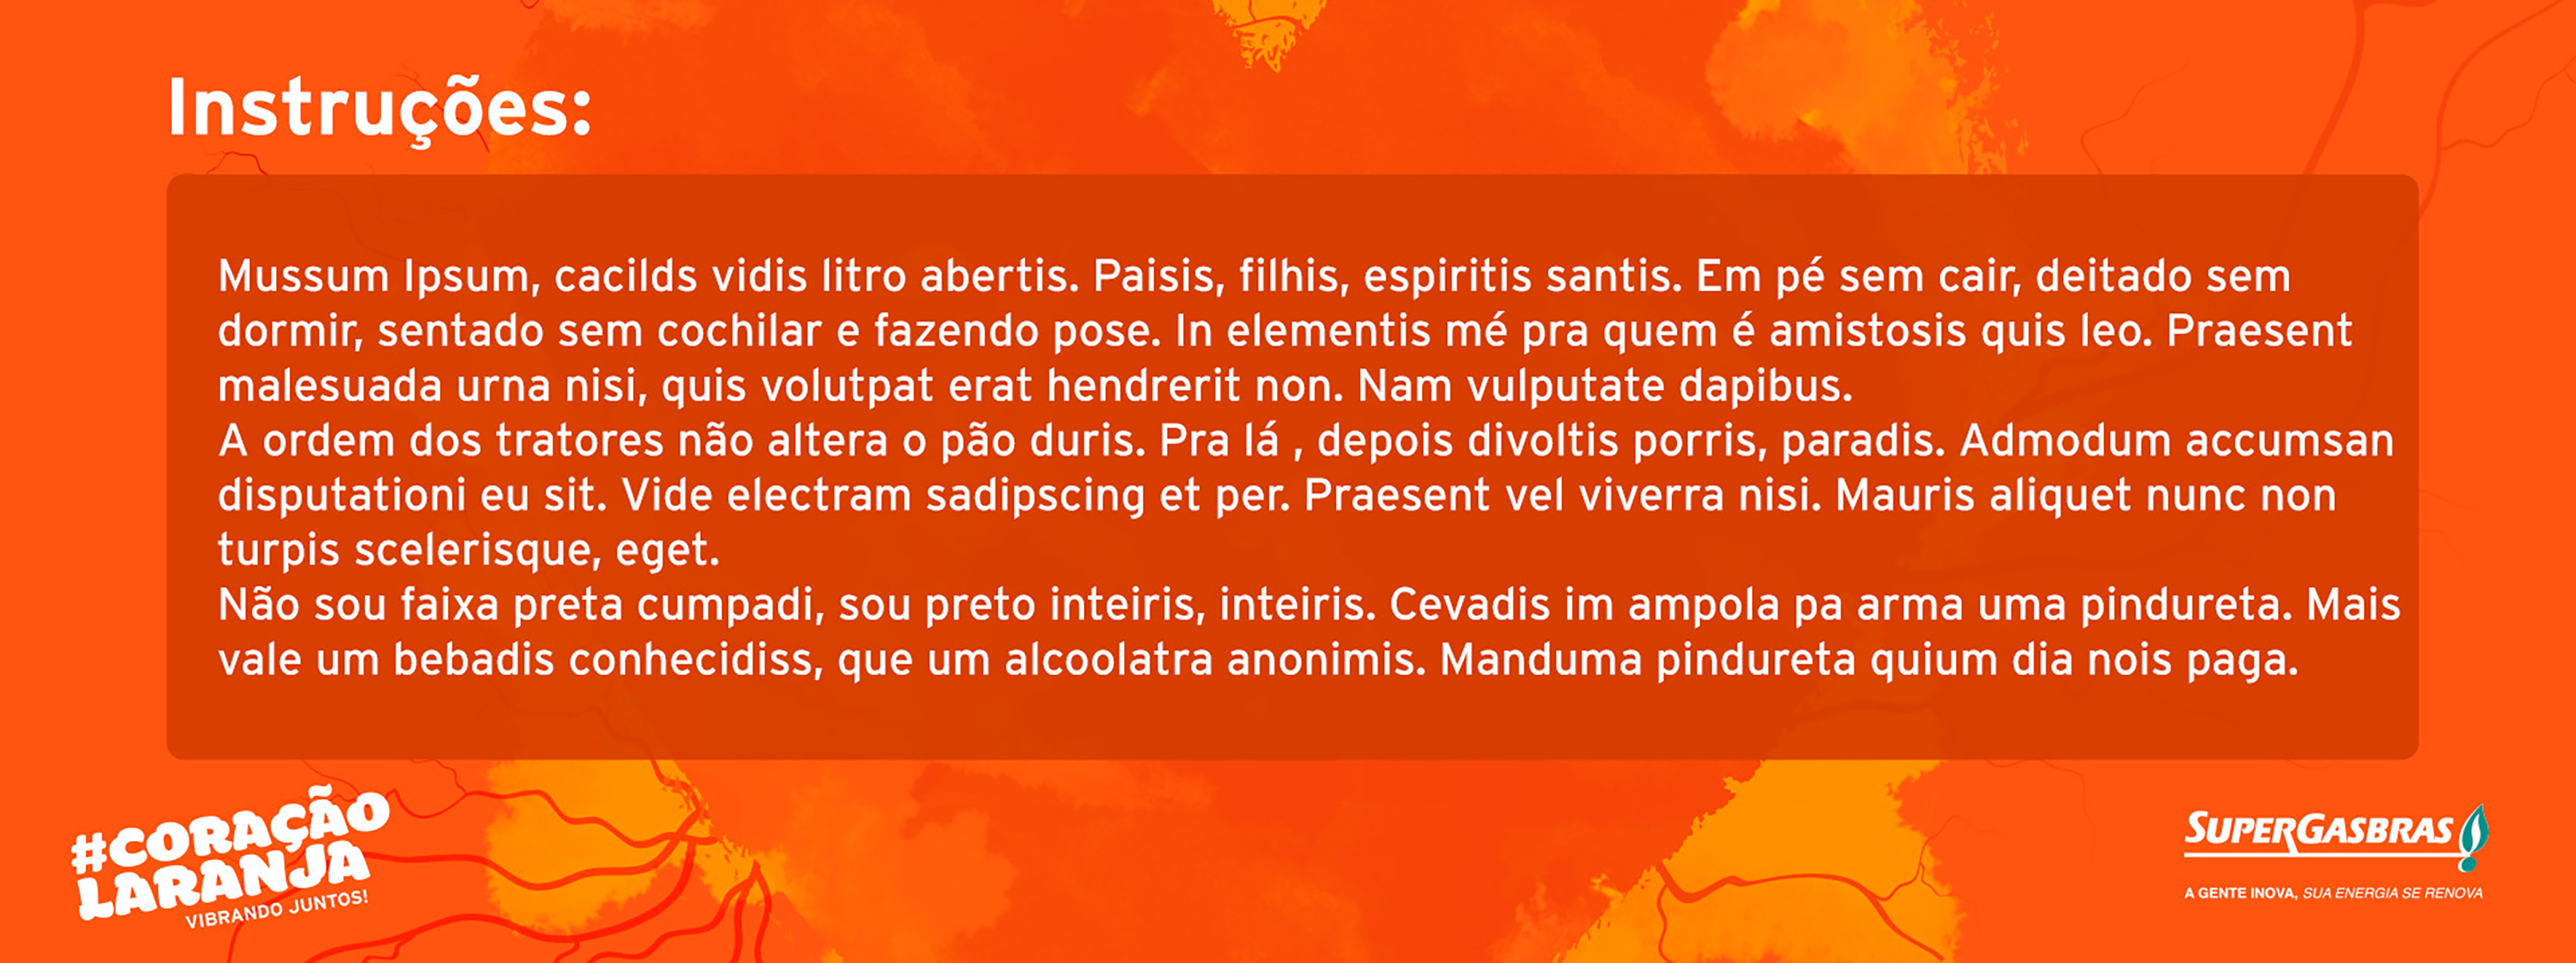 Instruções:
Mussum Ipsum, cacilds vidis litro abertis. Paisis, filhis, espiritis santis. Em pé sem cair, deitado sem
dormir, sentado sem cochilar e fazendo pose. In elementis mé pra quem é amistosis quis leo. Praesent
malesuada urna nisi, quis volutpat erat hendrerit non. Nam vulputate dapibus.
A ordem dos tratores não altera o pão duris. Pra lá , depois divoltis porris, paradis. Admodum accumsan
disputationi eu sit. Vide electram sadipscing et per. Praesent vel viverra nisi. Mauris aliquet nunc non
turpis scelerisque, eget.
Não sou faixa preta cumpadi, sou preto inteiris, inteiris. Cevadis im ampola pa arma uma pindureta. Mais
vale um bebadis conhecidiss, que um alcoolatra anonimis. Manduma pindureta quium dia nois paga.
#CORAÇÃO
LARANJA
VIBRANDO JUNTOS!
SUPERGASBRAS
A GENTE INOVA, SUA ENERGIA SE RENOVA